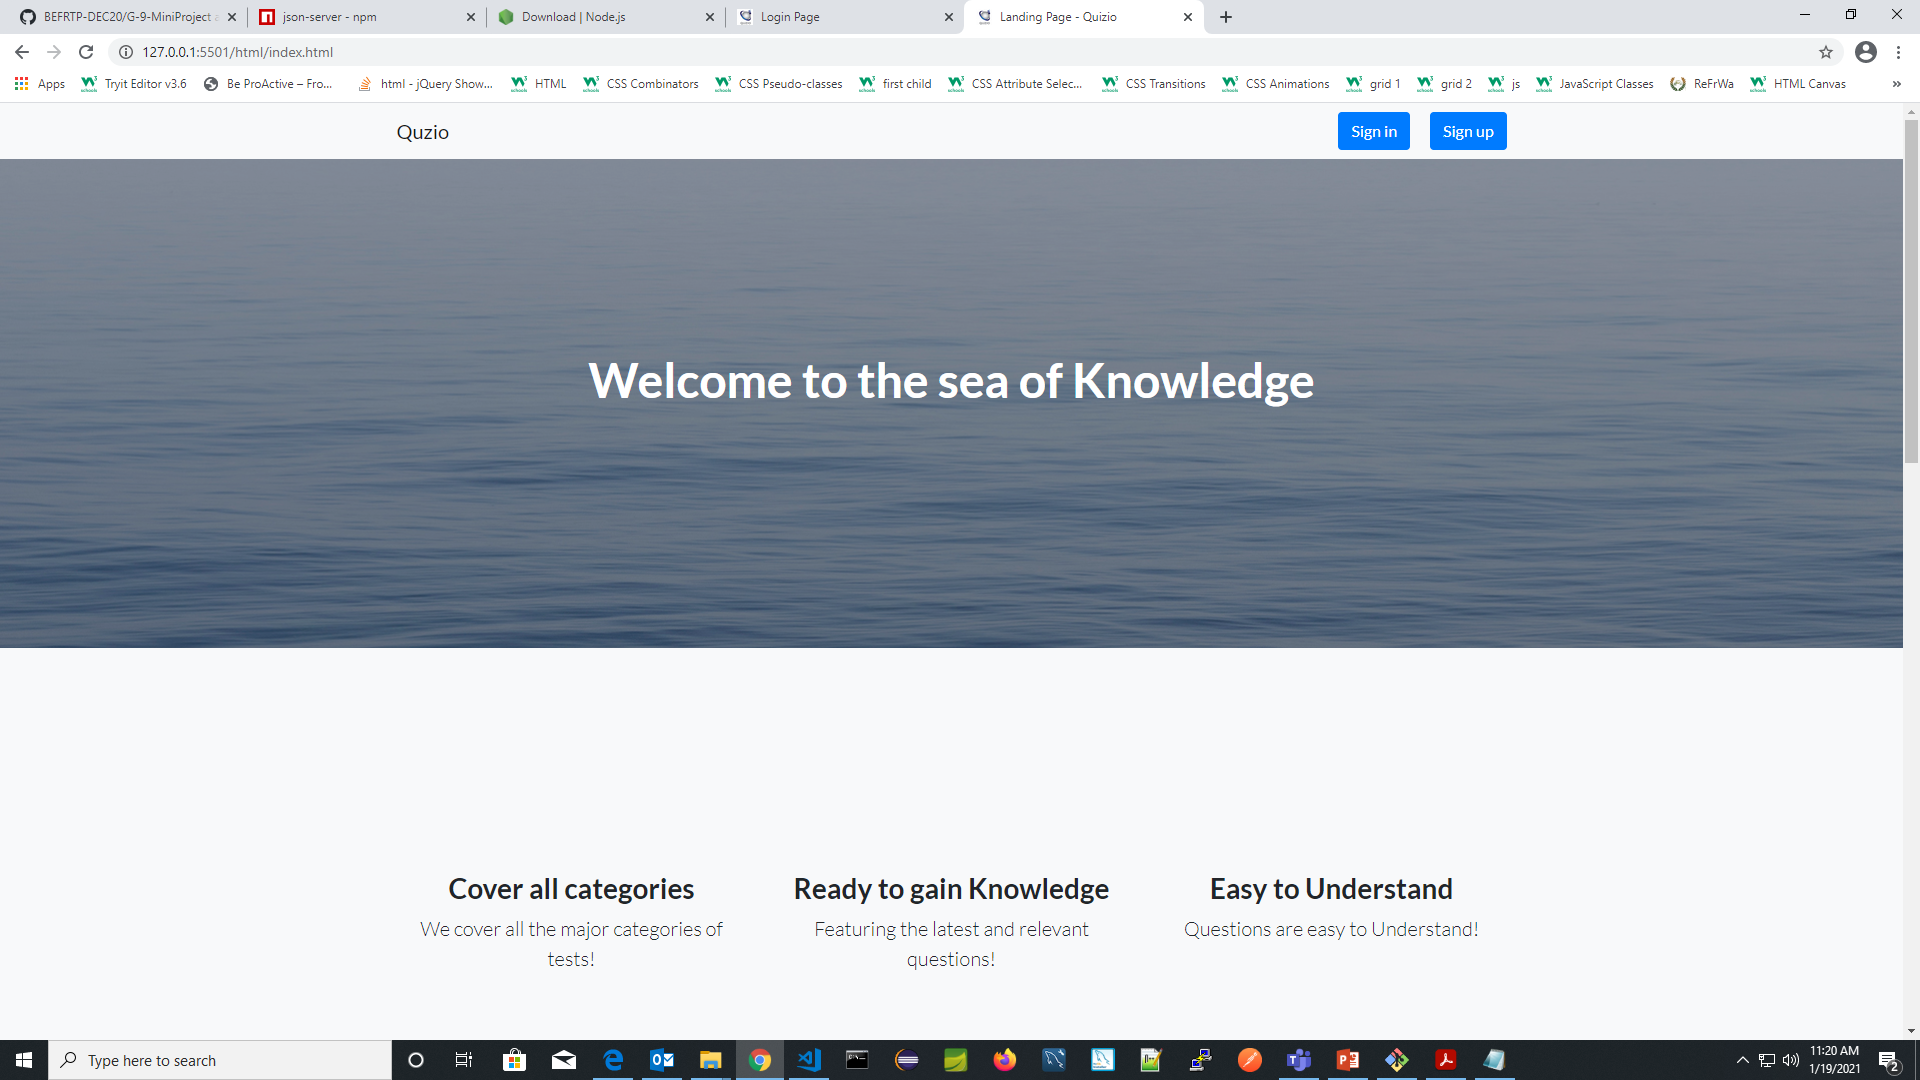 BEFRTP-DEC20/G-9-MiniProject
json-server - npm
Download | Node.js
Login Page
Landing Page - Quizio
127.0.0.1:5501/html/index.html
Apps
Tryit Editor v3.6
Be ProActive – Fro...
html - jQuery Show...
HTML
CSS Combinators
CSS Pseudo-classes
first child
CSS Attribute Selec...
CSS Transitions
CSS Animations
grid 1
grid 2
js
JavaScript Classes
ReFrWa
HTML Canvas
Quzio
Sign in
Sign up
Welcome to the sea of Knowledge
Cover all categories
We cover all the major categories of
tests!
Ready to gain Knowledge
Featuring the latest and relevant
questions!
Easy to Understand
Questions are easy to Understand!
Type here to search
11:20 AM
1/19/2021
2